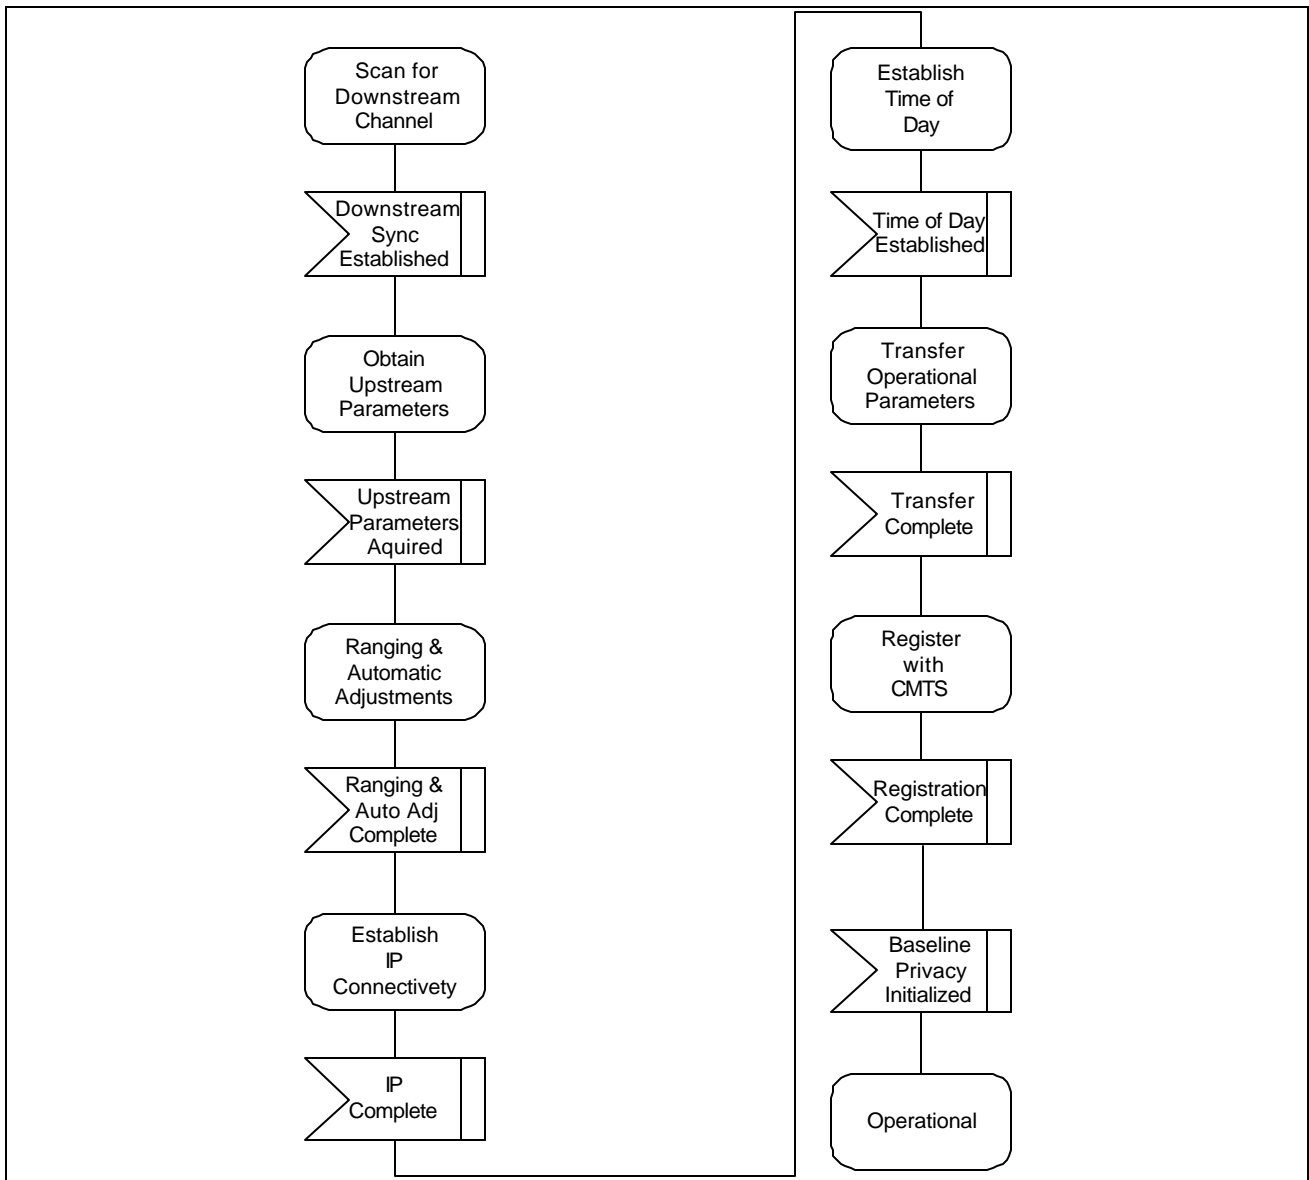 Scan for
Downstream
Channel
Downstream
Sync
Established
Obtain
Upstream
Parameters
Upstream
Parameters
Aquired
Ranging &
Automatic
Adjustments
Ranging &
Auto Adj
Complete
Establish
IP
Connectivety
IP
Complete
Establish
Time of
Day
Time of Day
Established
Transfer
Operational
Parameters
Transfer
Complete
Register
with
CMTS
Registration
Complete
Baseline
Privacy
Initialized
Operational